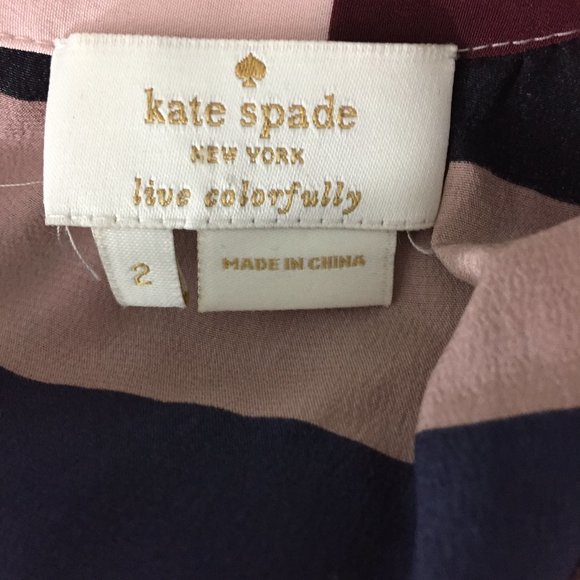 kate spade
NEW YORK
live colorfully
2
MADE IN CHINA